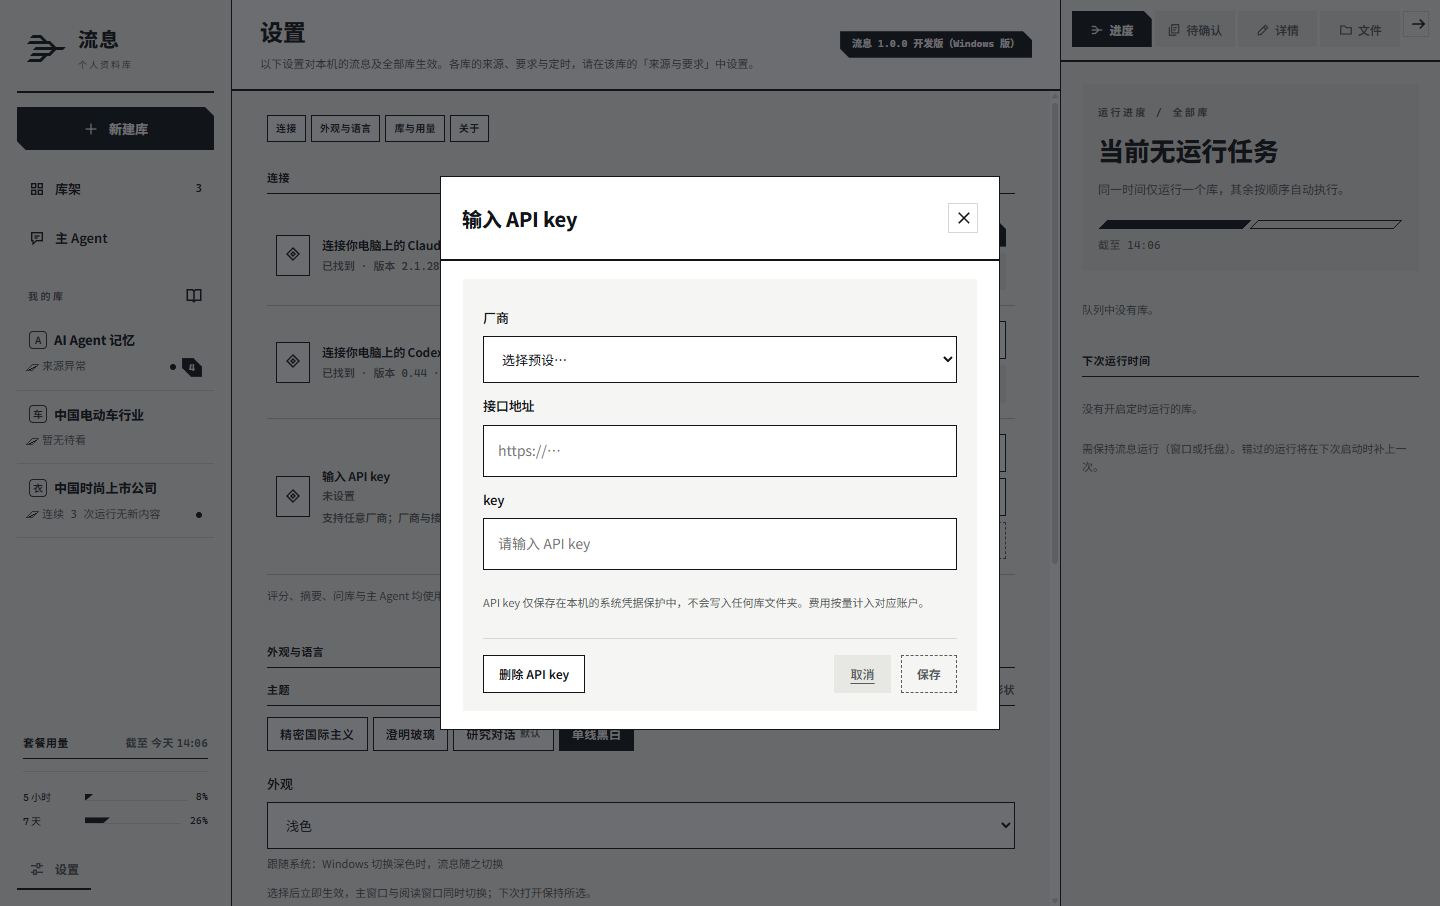 流息
个人资料库
新建库
库架
3
主 Agent
我的库
A
AI Agent 记忆
来源异常
4
车
中国电动车行业
暂无待看
衣
中国时尚上市公司
连续 3 次运行无新内容
套餐用量
截至 今天 14:06
5 小时
8%
7 天
26%
设置
设置
以下设置对本机的流息及全部库生效。各库的来源、要求与定时，请在该库的「来源与要求」中设置。
流息 1.0.0 开发版 (Windows 版)
连接
外观与语言
库与用量
关于
连接
连接你电脑上的 Claud
已找到 · 版本 2.1.28
连接你电脑上的 Codex
已找到 · 版本 0.44 ·
输入 API key
未设置
支持任意厂商；厂商与接
评分、摘要、问库与主 Agent 均使用
外观与语言
主题
形状
精密国际主义
澄明玻璃
研究对话 默认
单线黑白
外观
浅色
跟随系统：Windows 切换深色时，流息随之切换
选择后立即生效，主窗口与阅读窗口同时切换；下次打开保持所选。
输入 API key
厂商
选择预设…
接口地址
https://…
key
请输入 API key
API key 仅保存在本机的系统凭据保护中，不会写入任何库文件夹。费用按量计入对应账户。
删除 API key
取消
保存
进度
待确认
详情
文件
运行进度 / 全部库
当前无运行任务
同一时间仅运行一个库，其余按顺序自动执行。
截至 14:06
队列中没有库。
下次运行时间
没有开启定时运行的库。
需保持流息运行（窗口或托盘）。错过的运行将在下次启动时补上一
次。